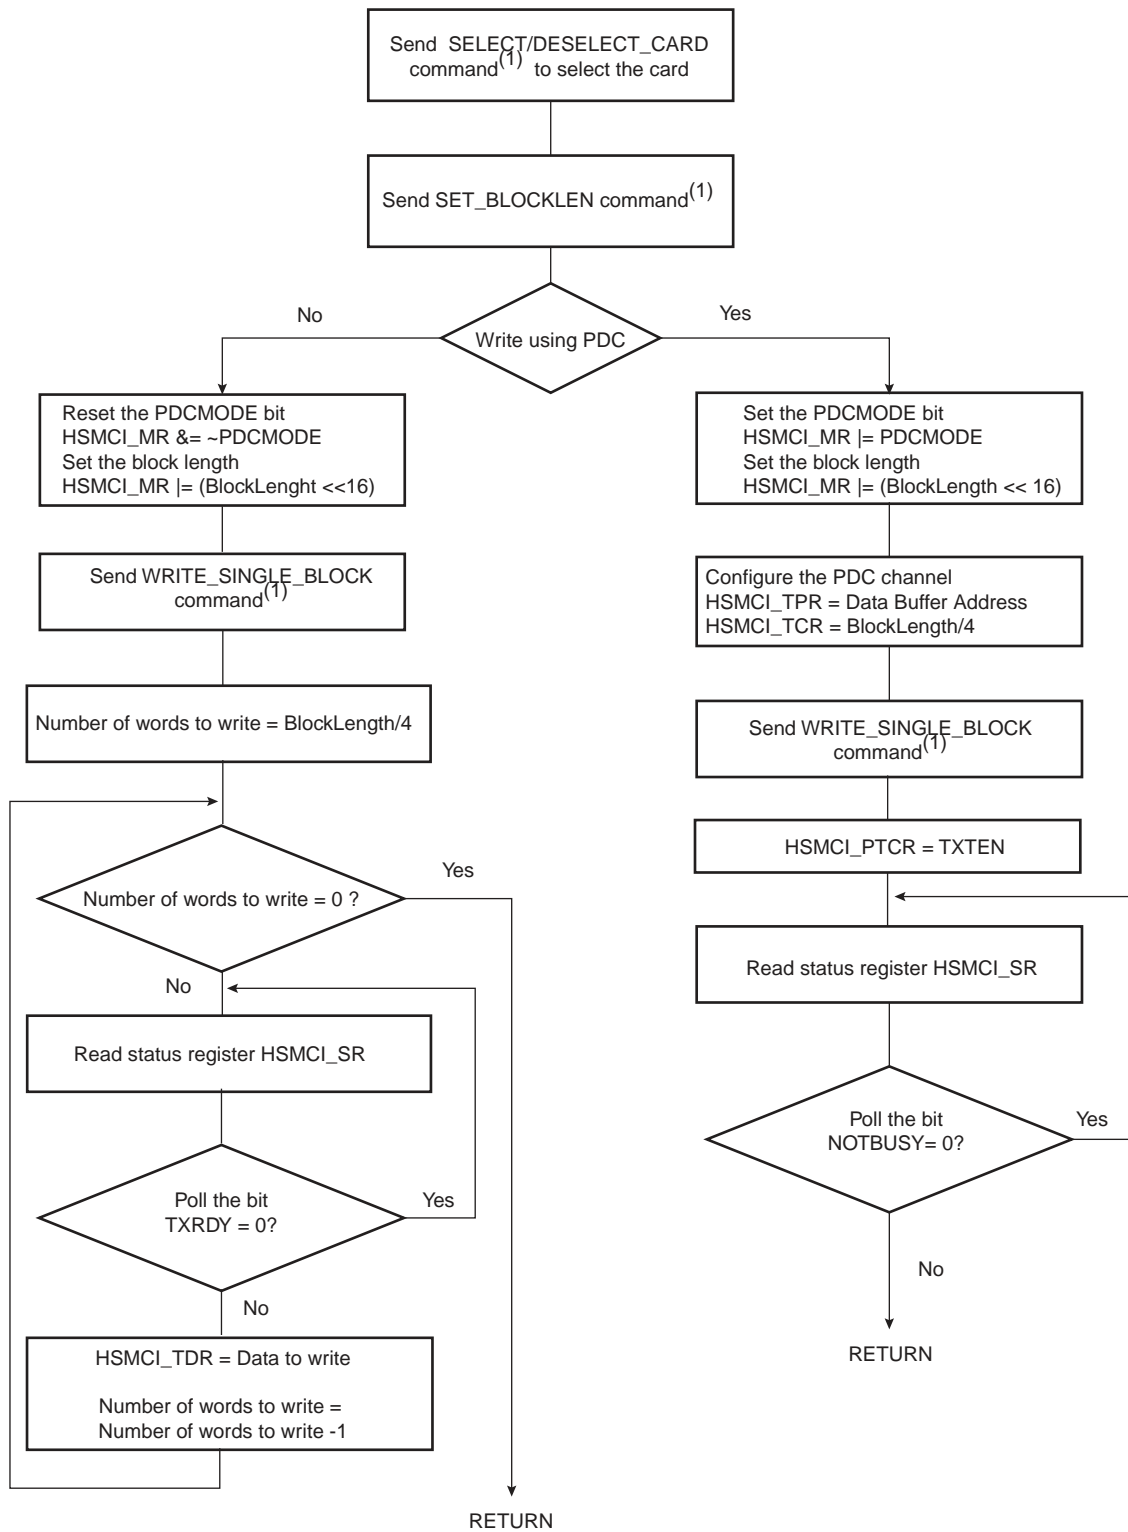 Send SELECT/DESELECT_CARD
command(1) to select the card
Send SET_BLOCKLEN command(1)
No
Yes
Write using PDC
Reset the PDCMODE bit
HSMCI_MR &= ~PDCMODE
Set the block length
HSMCI_MR |= (BlockLenght <<16)
Send WRITE_SINGLE_BLOCK
command(1)
Number of words to write = BlockLength/4
Number of words to write = 0 ?
Yes
No
Read status register HSMCI_SR
Poll the bit
TXRDY = 0?
Yes
No
HSMCI_TDR = Data to write
Number of words to write =
Number of words to write -1
RETURN
Set the PDCMODE bit
HSMCI_MR |= PDCMODE
Set the block length
HSMCI_MR |= (BlockLength << 16)
Configure the PDC channel
HSMCI_TPR = Data Buffer Address
HSMCI_TCR = BlockLength/4
Send WRITE_SINGLE_BLOCK
command(1)
HSMCI_PTCR = TXTEN
Read status register HSMCI_SR
Poll the bit
NOTBUSY= 0?
Yes
No
RETURN